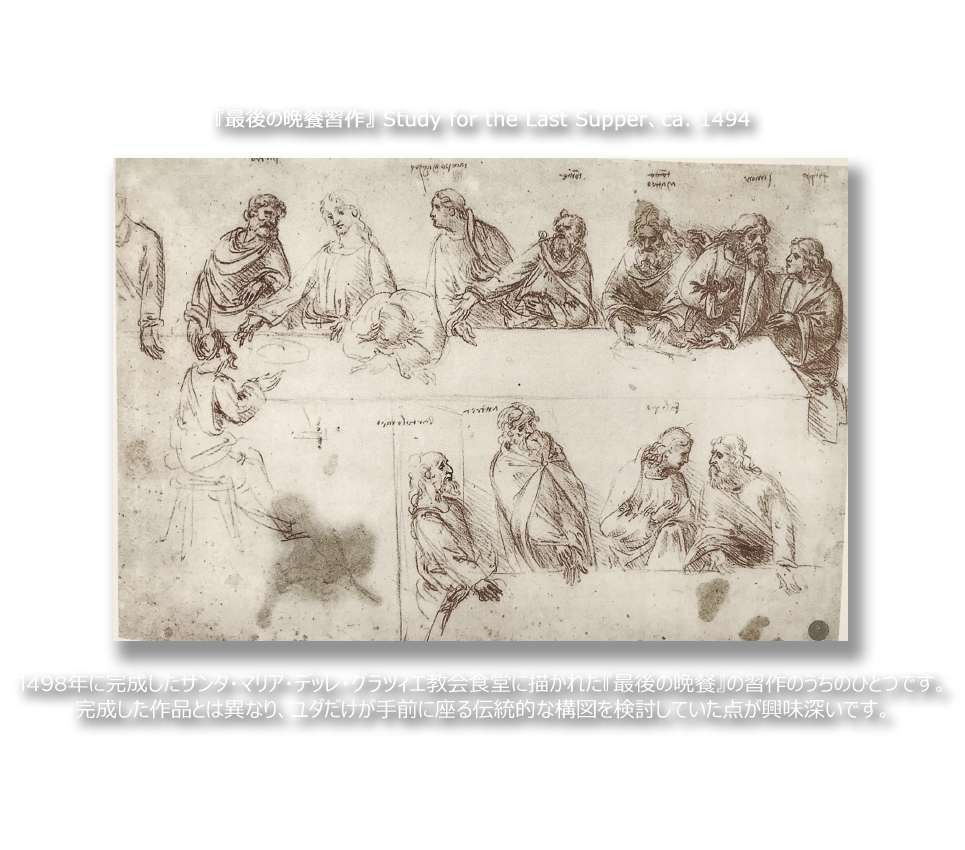 『最後の晩餐習作』 Study for the Last Supper、ca. 1494
1498年に完成したサンタ・マリア・デッレ・グラツィエ教会食堂に描かれた『最後の晩餐』の習作のうちのひとつです。
完成した作品とは異なり、ユダだけが手前に座る伝統的な構図を検討していた点が興味深いです。